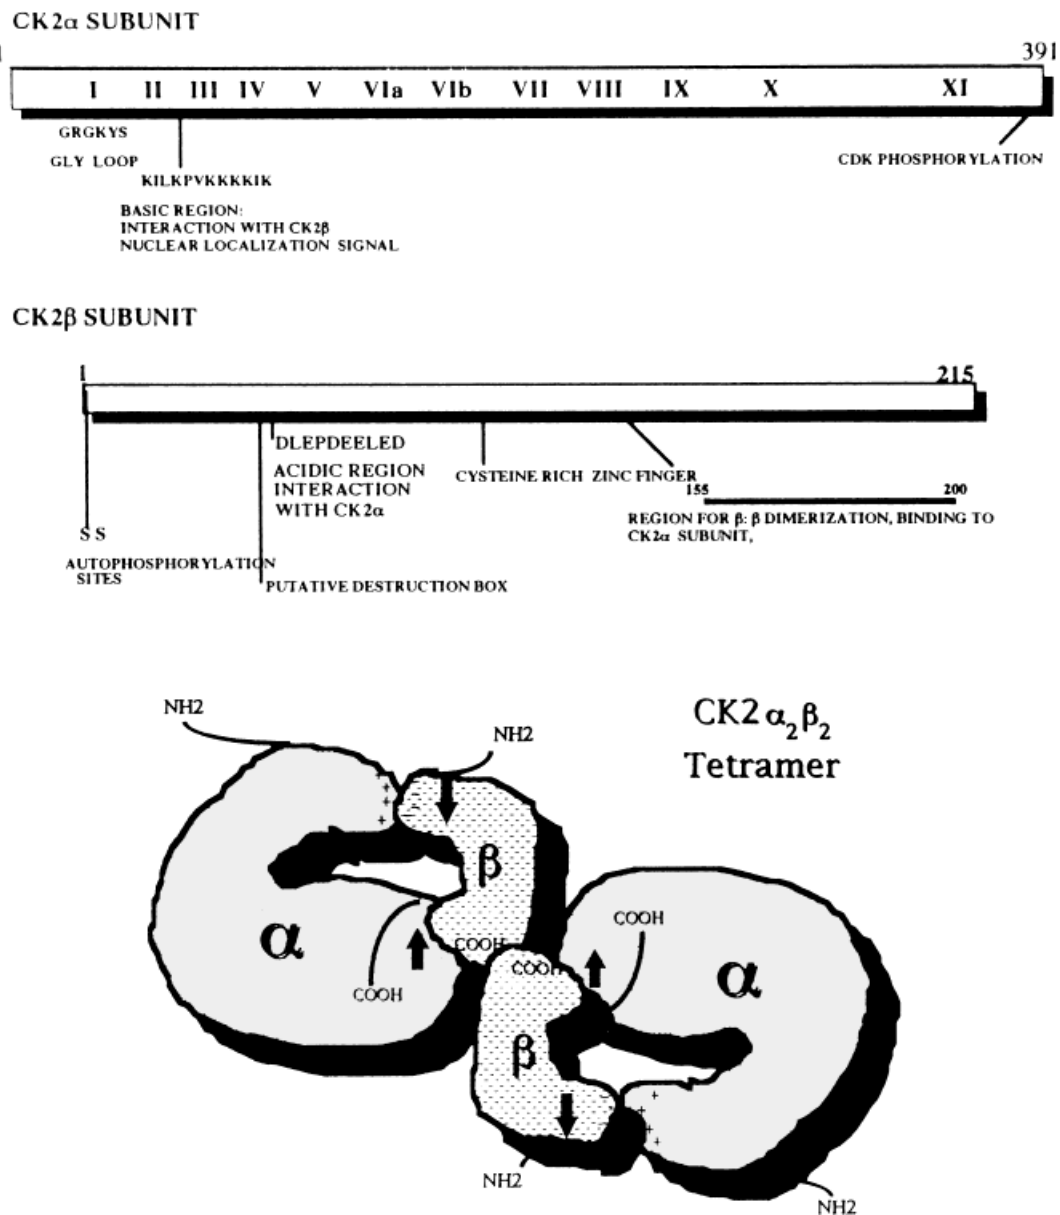 CK2α SUBUNIT
391
I II III IV V VIa VIb VII VIII IX X XI
GRGKYS
GLY LOOP
CDK PHOSPHORYLATION
KILKPVKKKKIK
BASIC REGION:
INTERACTION WITH CK2β
NUCLEAR LOCALIZATION SIGNAL
CK2β SUBUNIT
1 215
DLEPDEELED
ACIDIC REGION
INTERACTION
WITH CK2α
CYSTEINE RICH ZINC FINGER
155 200
REGION FOR β: β DIMERIZATION, BINDING TO
CK2α SUBUNIT,
S S
AUTOPHOSPHORYLATION
SITES
PUTATIVE DESTRUCTION BOX
CK2 α₂β₂
Tetramer
NH2
NH2
+
+
+
+
β
α
COOH
COOH
COOH
COOH
α
β
+
+
+
+
NH2
NH2